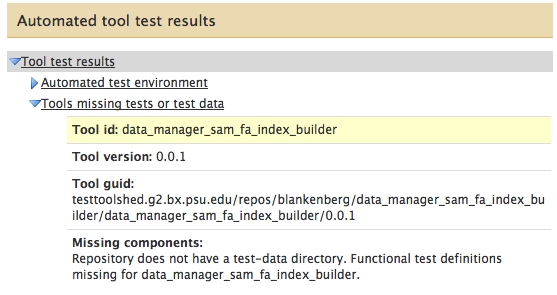 Automated tool test results
Tool test results
Automated test environment
Tools missing tests or test data
Tool id: data_manager_sam_fa_index_builder
Tool version: 0.0.1
Tool guid:
testtoolshed.g2.bx.psu.edu/repos/blankenberg/data_manager_sam_fa_index_bu
ilder/data_manager_sam_fa_index_builder/0.0.1
Missing components:
Repository does not have a test-data directory. Functional test definitions
missing for data_manager_sam_fa_index_builder.